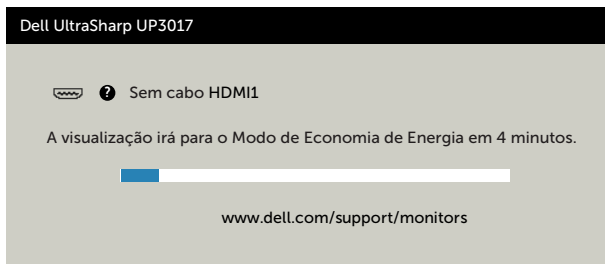 Dell UltraSharp UP3017
? Sem cabo HDMI1
A visualização irá para o Modo de Economia de Energia em 4 minutos.
www.dell.com/support/monitors